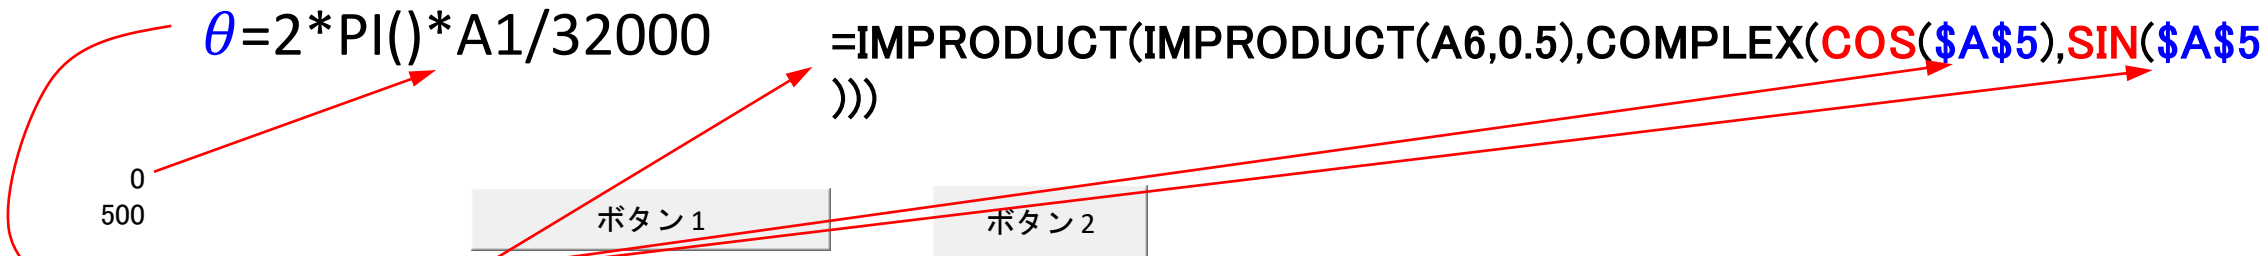 θ=2*PI()*A1/32000
=IMPRODUCT(IMPRODUCT(A6,0.5),COMPLEX(COS($A$5),SIN($A$5
)))
0
500
ボタン 1
ボタン 2